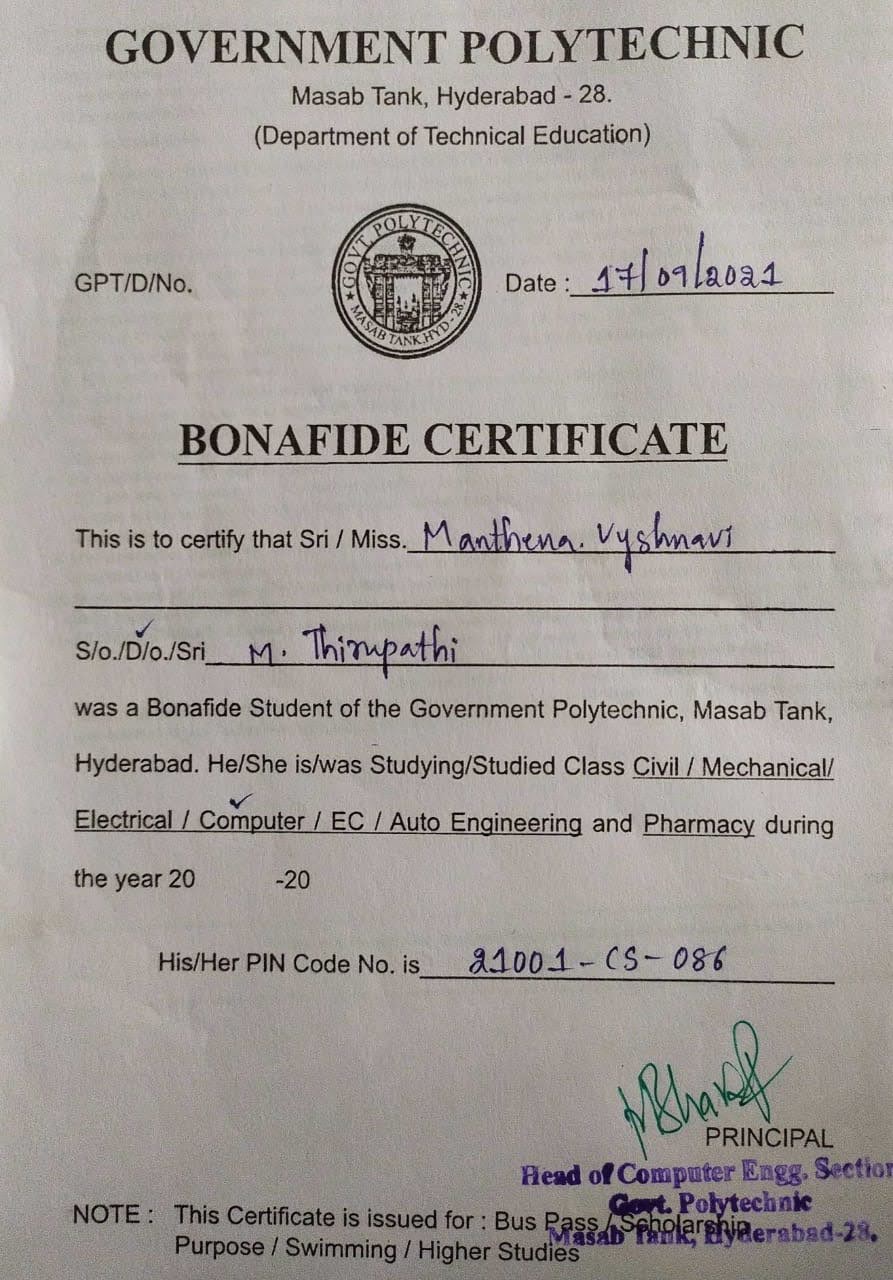 GOVERNMENT POLYTECHNIC
Masab Tank, Hyderabad - 28.
(Department of Technical Education)
GPT/D/No.
GOVT. POLYTECHNIC
★ MASAB TANK, HYD - 28. ★
Date : 17/09/2021
BONAFIDE CERTIFICATE
This is to certify that Sri / Miss. Manthena. Vyshnavi
S/o./D/o./Sri M. Thirupathi
was a Bonafide Student of the Government Polytechnic, Masab Tank,
Hyderabad. He/She is/was Studying/Studied Class Civil / Mechanical/
Electrical / Computer / EC / Auto Engineering and Pharmacy during
the year 20 -20
His/Her PIN Code No. is 21001-CS-086
PRINCIPAL
Head of Computer Engg. Section
Govt. Polytechnic
Masab Tank, Hyderabad-28.
NOTE : This Certificate is issued for : Bus Pass / Scholarship
Purpose / Swimming / Higher Studies